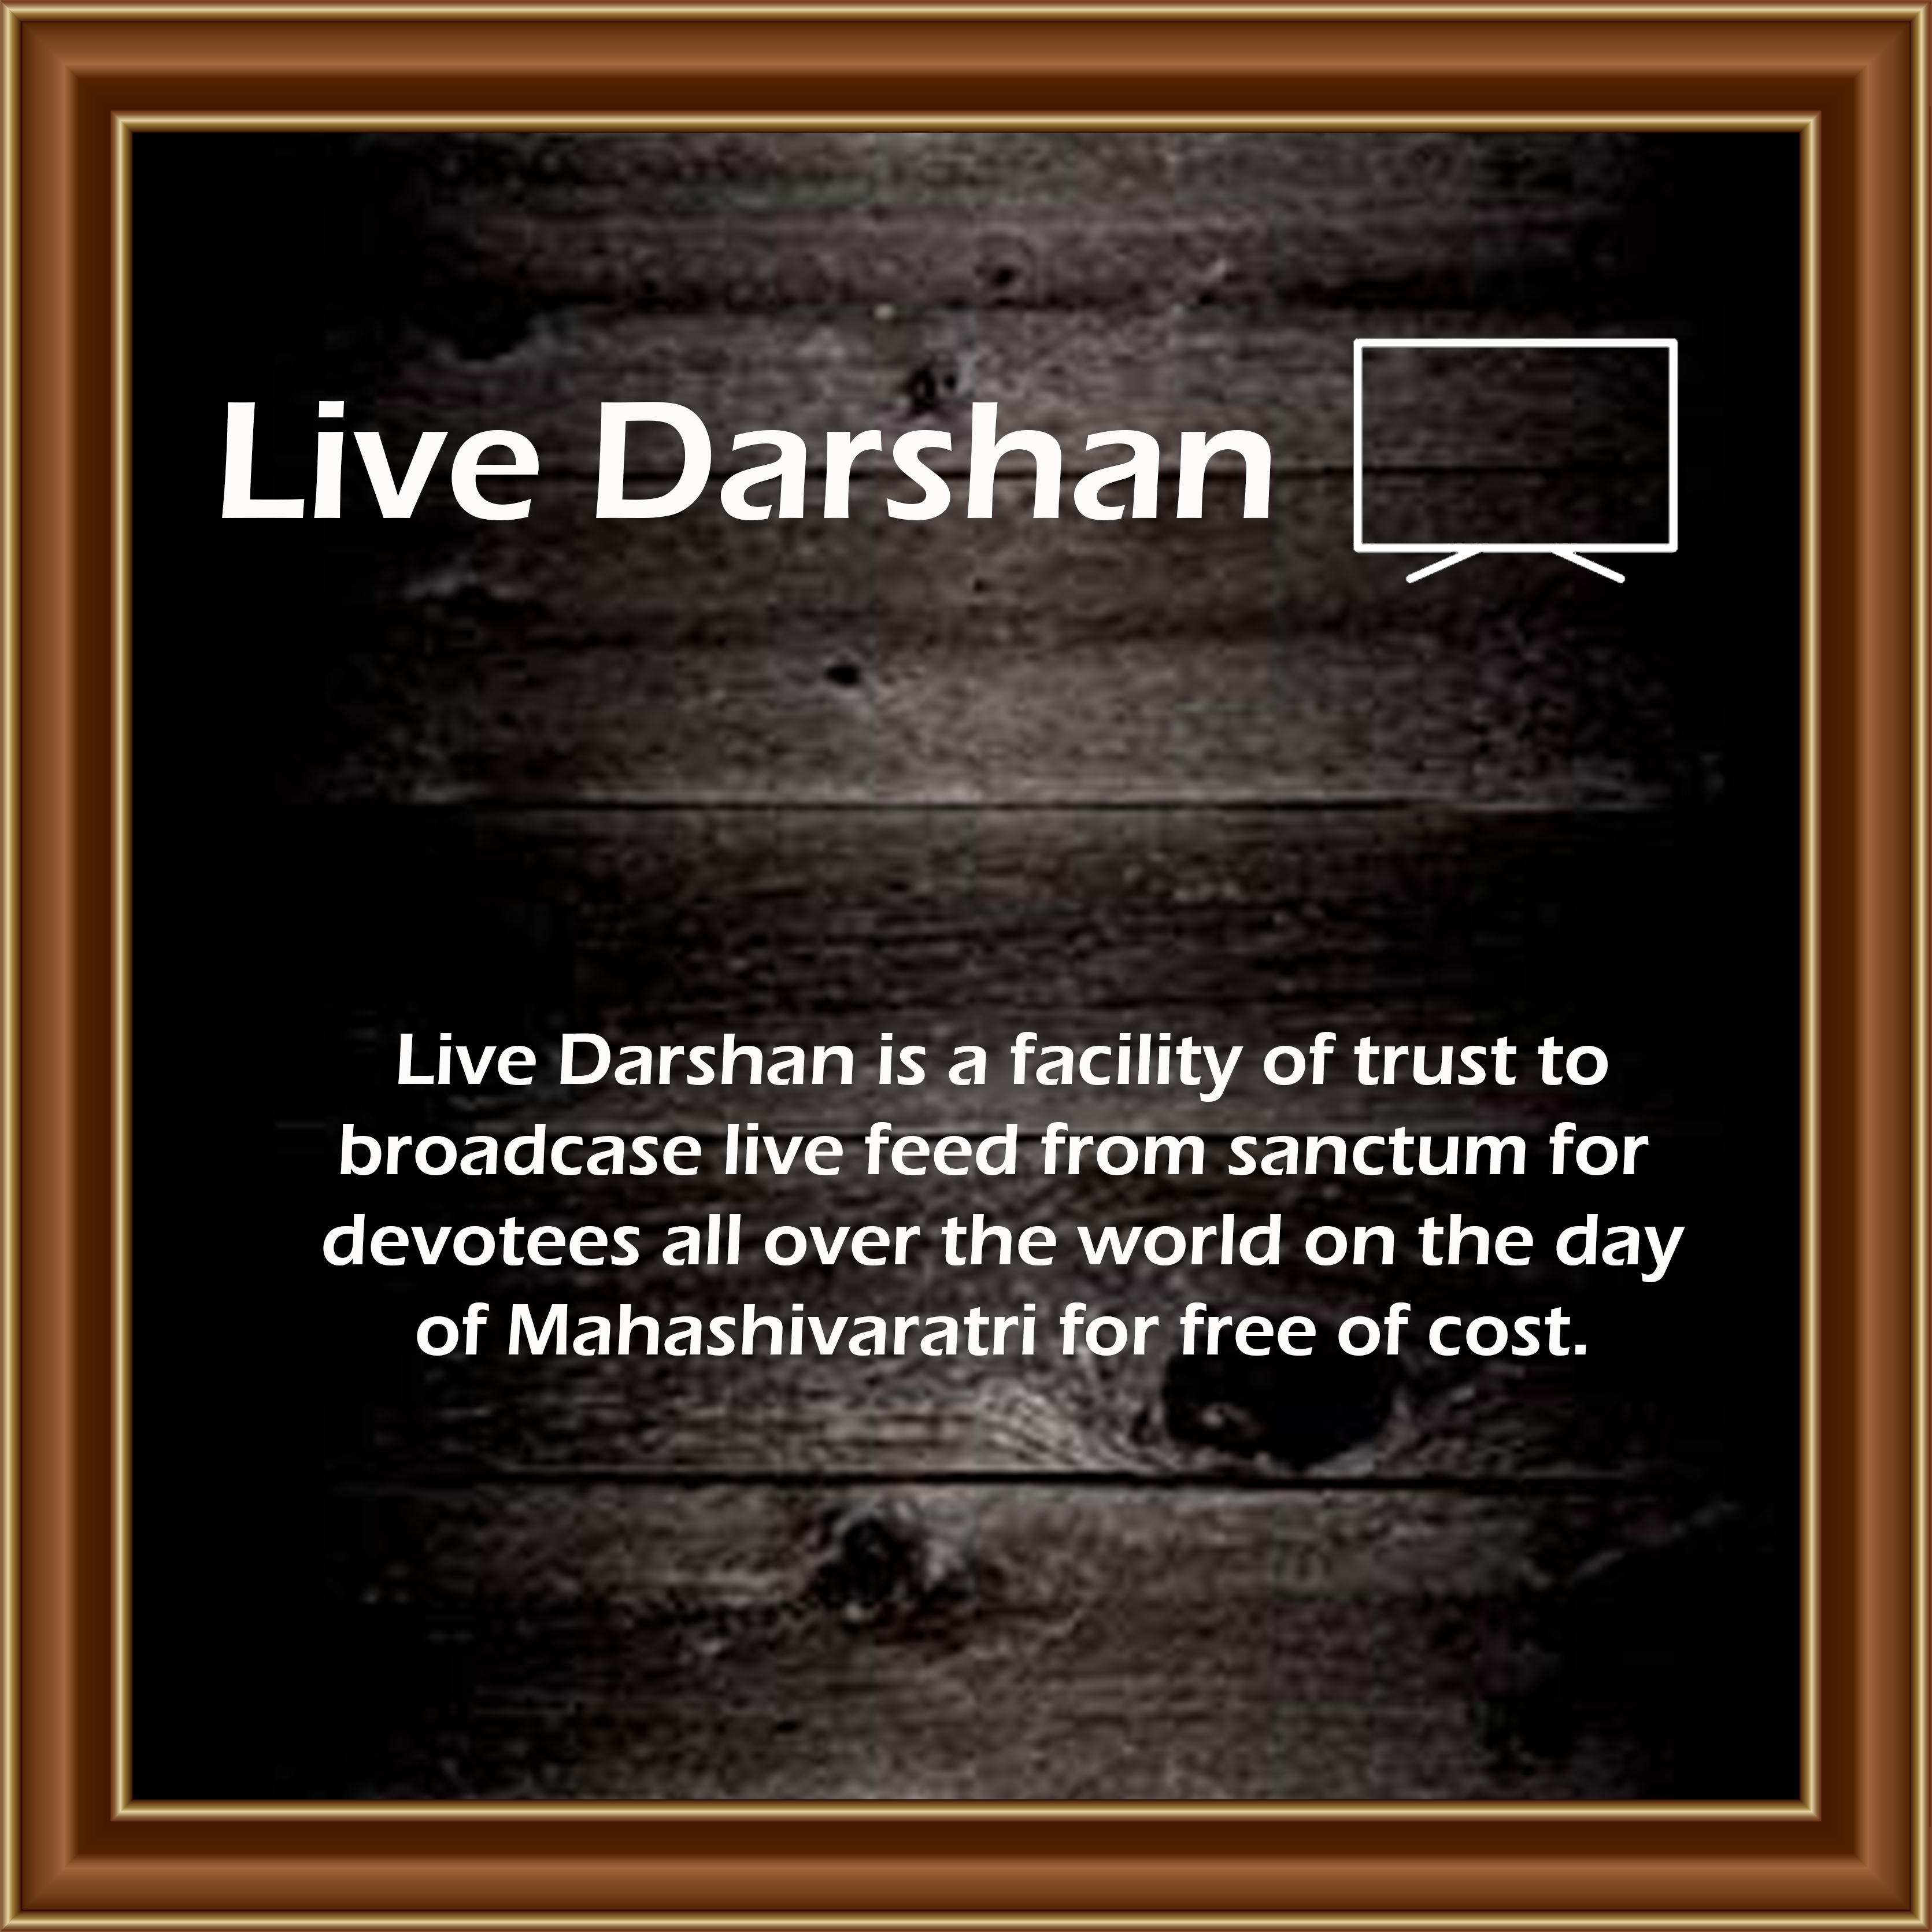 Live Darshan
Live Darshan is a facility of trust to
broadcase live feed from sanctum for
devotees all over the world on the day
of Mahashivaratri for free of cost.